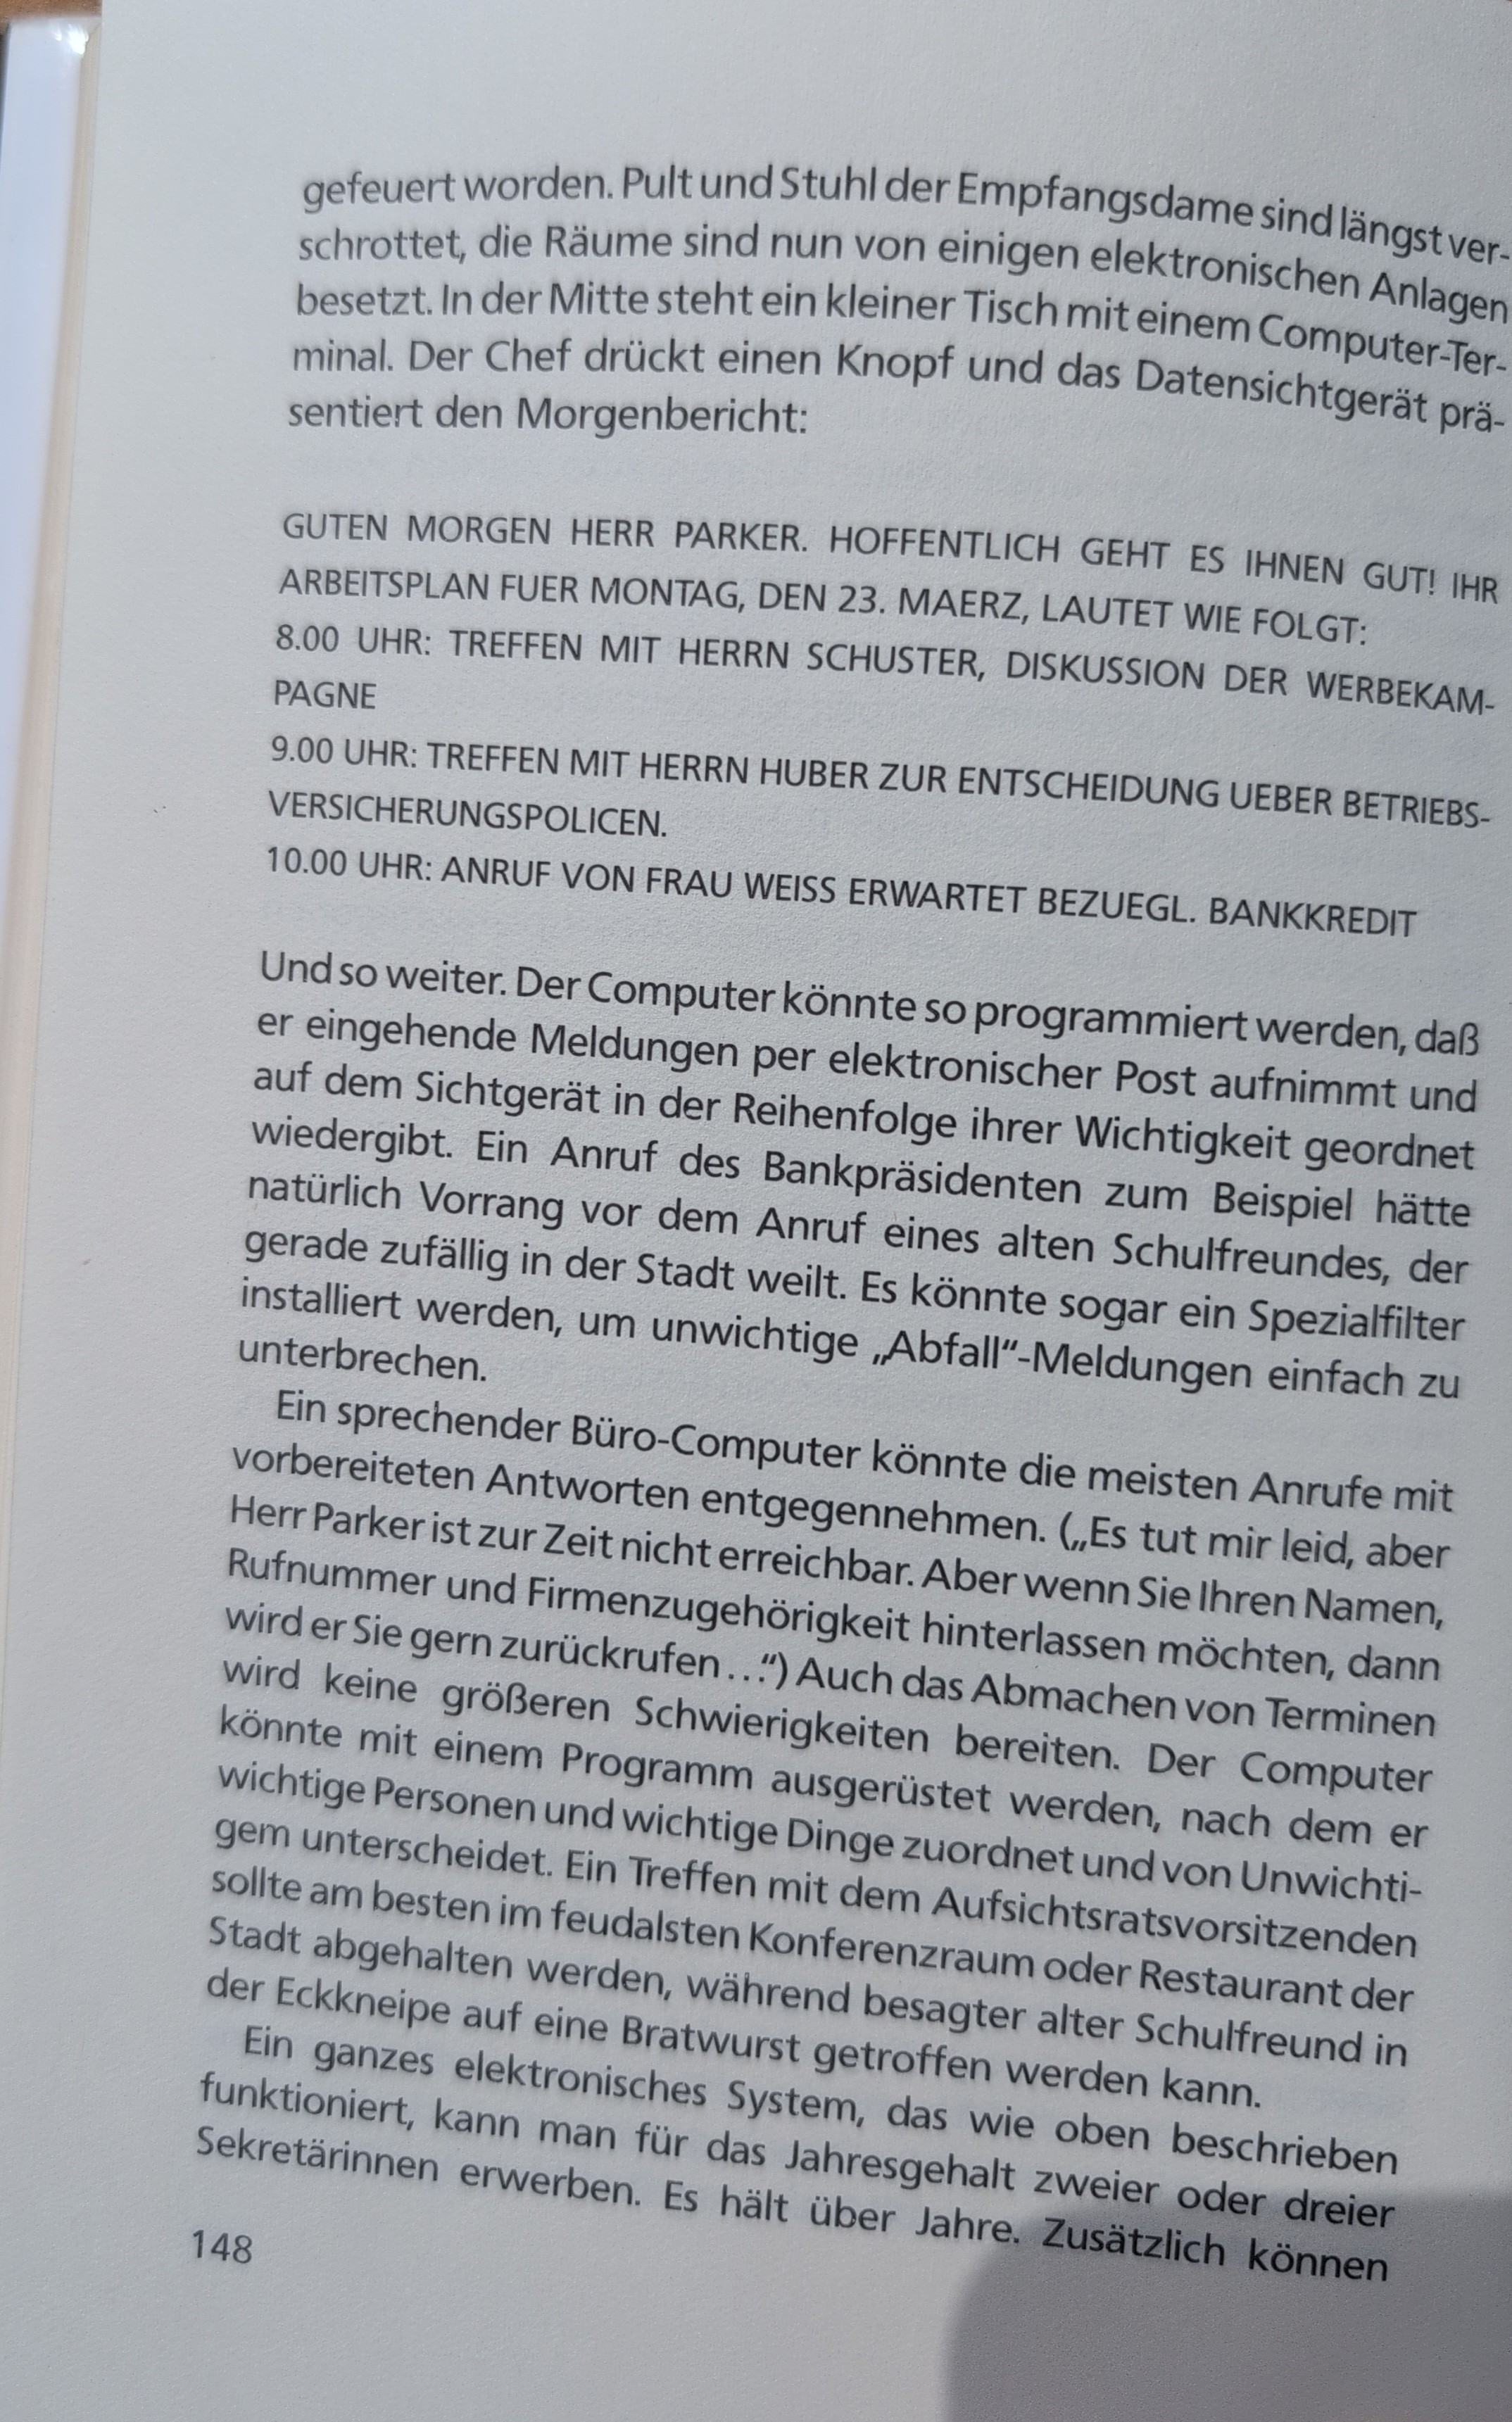 gefeuert worden. Pult und Stuhl der Empfangsdame sind längst ver-
schrottet, die Räume sind nun von einigen elektronischen Anlagen
besetzt. In der Mitte steht ein kleiner Tisch mit einem Computer-Ter-
minal. Der Chef drückt einen Knopf und das Datensichtgerät prä-
sentiert den Morgenbericht:
GUTEN MORGEN HERR PARKER. HOFFENTLICH GEHT ES IHNEN GUT! IHR
ARBEITSPLAN FUER MONTAG, DEN 23. MAERZ, LAUTET WIE FOLGT:
8.00 UHR: TREFFEN MIT HERRN SCHUSTER, DISKUSSION DER WERBEKAM-
PAGNE
9.00 UHR: TREFFEN MIT HERRN HUBER ZUR ENTSCHEIDUNG UEBER BETRIEBS-
VERSICHERUNGSPOLICEN.
10.00 UHR: ANRUF VON FRAU WEISS ERWARTET BEZUEGL. BANKKREDIT
Und so weiter. Der Computer könnte so programmiert werden, daß
er eingehende Meldungen per elektronischer Post aufnimmt und
auf dem Sichtgerät in der Reihenfolge ihrer Wichtigkeit geordnet
wiedergibt. Ein Anruf des Bankpräsidenten zum Beispiel hätte
natürlich Vorrang vor dem Anruf eines alten Schulfreundes, der
gerade zufällig in der Stadt weilt. Es könnte sogar ein Spezialfilter
installiert werden, um unwichtige „Abfall“-Meldungen einfach zu
unterbrechen.
Ein sprechender Büro-Computer könnte die meisten Anrufe mit
vorbereiteten Antworten entgegennehmen. („Es tut mir leid, aber
Herr Parker ist zur Zeit nicht erreichbar. Aber wenn Sie Ihren Namen,
Rufnummer und Firmenzugehörigkeit hinterlassen möchten, dann
wird er Sie gern zurückrufen . . .“) Auch das Abmachen von Terminen
wird keine größeren Schwierigkeiten bereiten. Der Computer
könnte mit einem Programm ausgerüstet werden, nach dem er
wichtige Personen und wichtige Dinge zuordnet und von Unwichti-
gem unterscheidet. Ein Treffen mit dem Aufsichtsratsvorsitzenden
sollte am besten im feudalsten Konferenzraum oder Restaurant der
Stadt abgehalten werden, während besagter alter Schulfreund in
der Eckkneipe auf eine Bratwurst getroffen werden kann.
Ein ganzes elektronisches System, das wie oben beschrieben
funktioniert, kann man für das Jahresgehalt zweier oder dreier
Sekretärinnen erwerben. Es hält über Jahre. Zusätzlich können
148